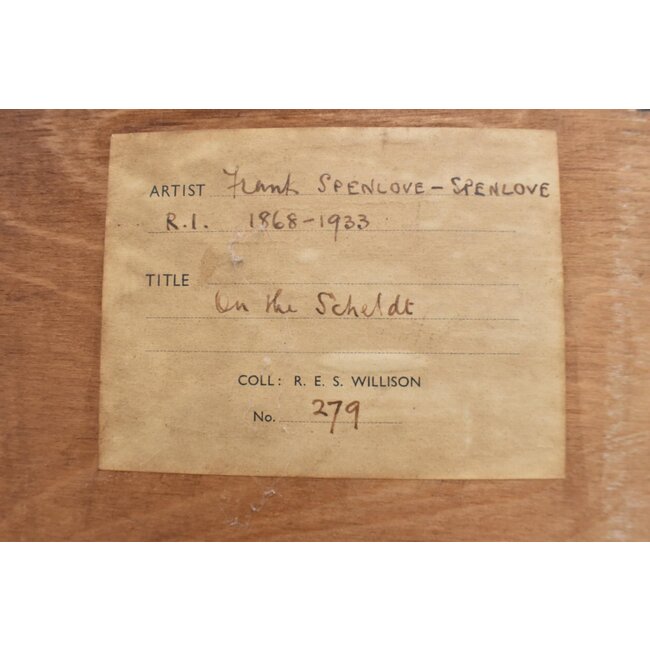 ARTIST Frank SPENLOVE-SPENLOVE
R.I. 1868-1933
TITLE
On the Scheldt
COLL: R. E. S. WILLISON
No. 279